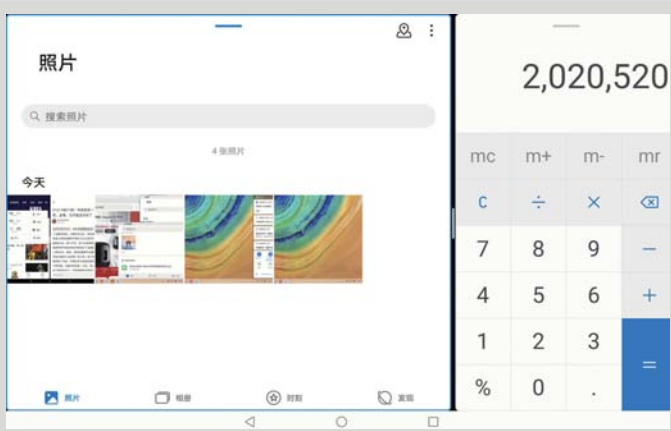 照片
搜索照片
4 张照片
今天
照片
相册
时刻
发现
2,020,520
mc m+ m- mr
C ÷ ×
7 8 9 −
4 5 6 +
1 2 3
% 0 . =